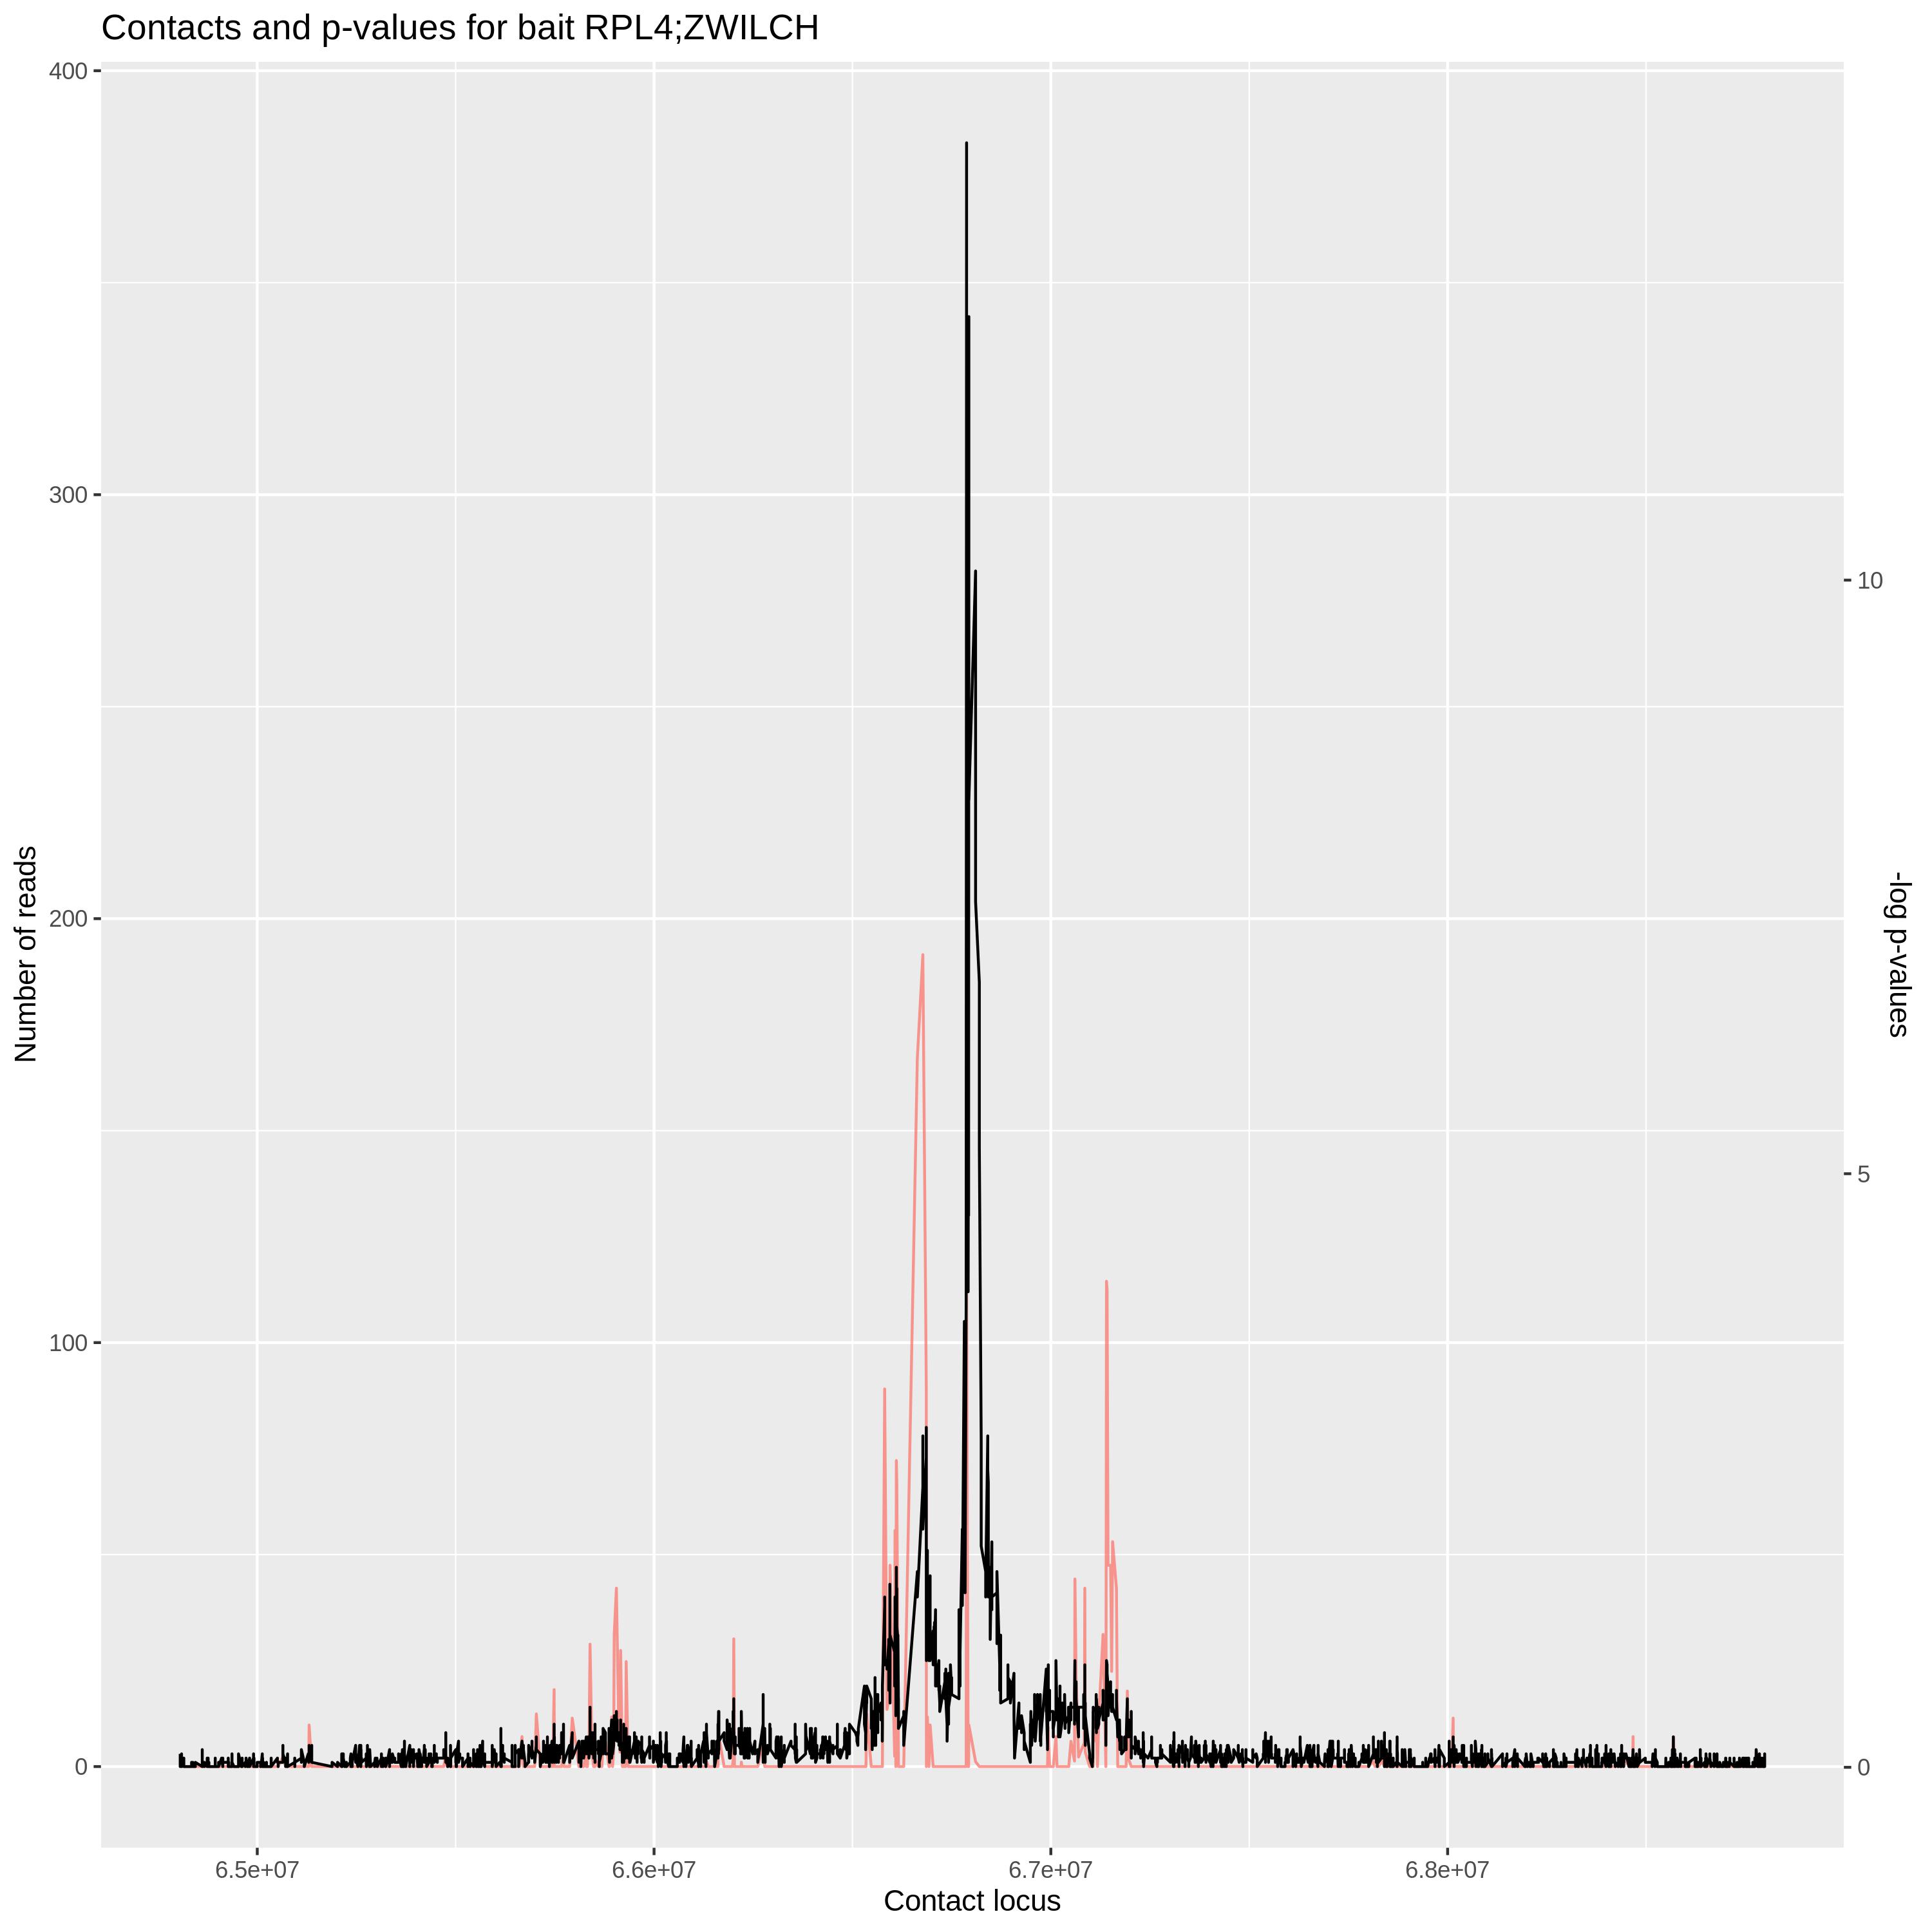 Contacts and p-values for bait RPL4;ZWILCH
400
300
200
100
0
Number of reads
10
5
0
-log p-values
6.5e+07
6.6e+07
6.7e+07
6.8e+07
Contact locus